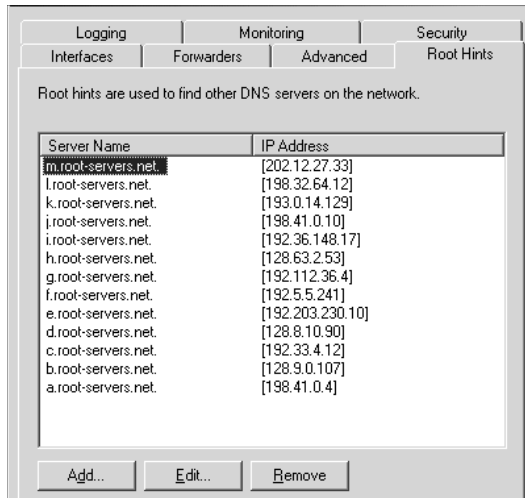 Logging Monitoring Security
Interfaces Forwarders Advanced Root Hints
Root hints are used to find other DNS servers on the network.
Server Name IP Address
m.root-servers.net. [202.12.27.33]
l.root-servers.net. [198.32.64.12]
k.root-servers.net. [193.0.14.129]
j.root-servers.net. [198.41.0.10]
i.root-servers.net. [192.36.148.17]
h.root-servers.net. [128.63.2.53]
g.root-servers.net. [192.112.36.4]
f.root-servers.net. [192.5.5.241]
e.root-servers.net. [192.203.230.10]
d.root-servers.net. [128.8.10.90]
c.root-servers.net. [192.33.4.12]
b.root-servers.net. [128.9.0.107]
a.root-servers.net. [198.41.0.4]
Add... Edit... Remove